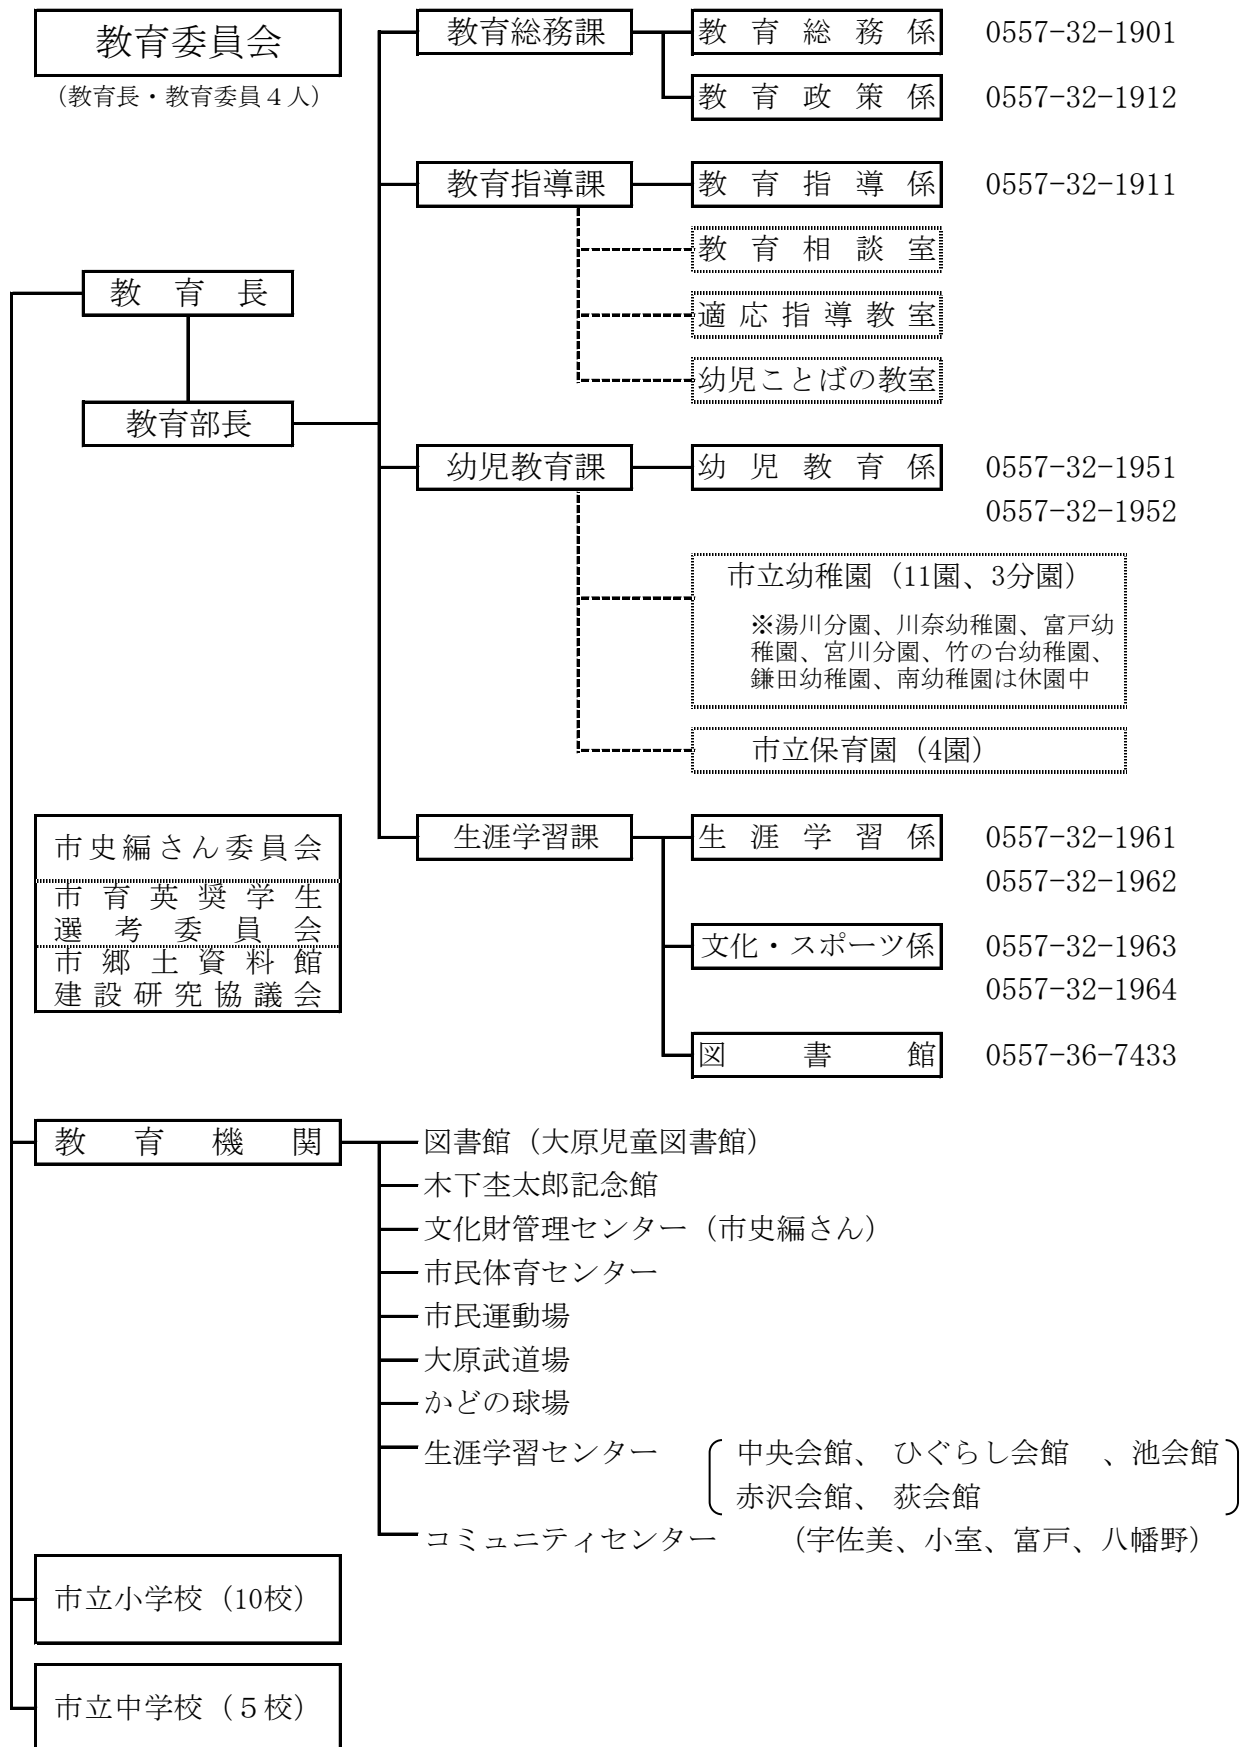 教育委員会
（教育長・教育委員４人）
教育長
教育部長
教育総務課
教育総務係 0557-32-1901
教育政策係 0557-32-1912
教育指導課
教育指導係 0557-32-1911
教育相談室
適応指導教室
幼児ことばの教室
幼児教育課
幼児教育係 0557-32-1951
0557-32-1952
市立幼稚園（11園、3分園）
※湯川分園、川奈幼稚園、富戸幼
稚園、宮川分園、竹の台幼稚園、
鎌田幼稚園、南幼稚園は休園中
市立保育園（4園）
生涯学習課
生涯学習係 0557-32-1961
0557-32-1962
文化・スポーツ係 0557-32-1963
0557-32-1964
図書館 0557-36-7433
市史編さん委員会
市育英奨学生
選考委員会
市郷土資料館
建設研究協議会
教育機関
図書館（大原児童図書館）
木下杢太郎記念館
文化財管理センター（市史編さん）
市民体育センター
市民運動場
大原武道場
かどの球場
生涯学習センター 中央会館、 ひぐらし会館 、池会館
赤沢会館、 荻会館
コミュニティセンター （宇佐美、小室、富戸、八幡野）
市立小学校（10校）
市立中学校（５校）